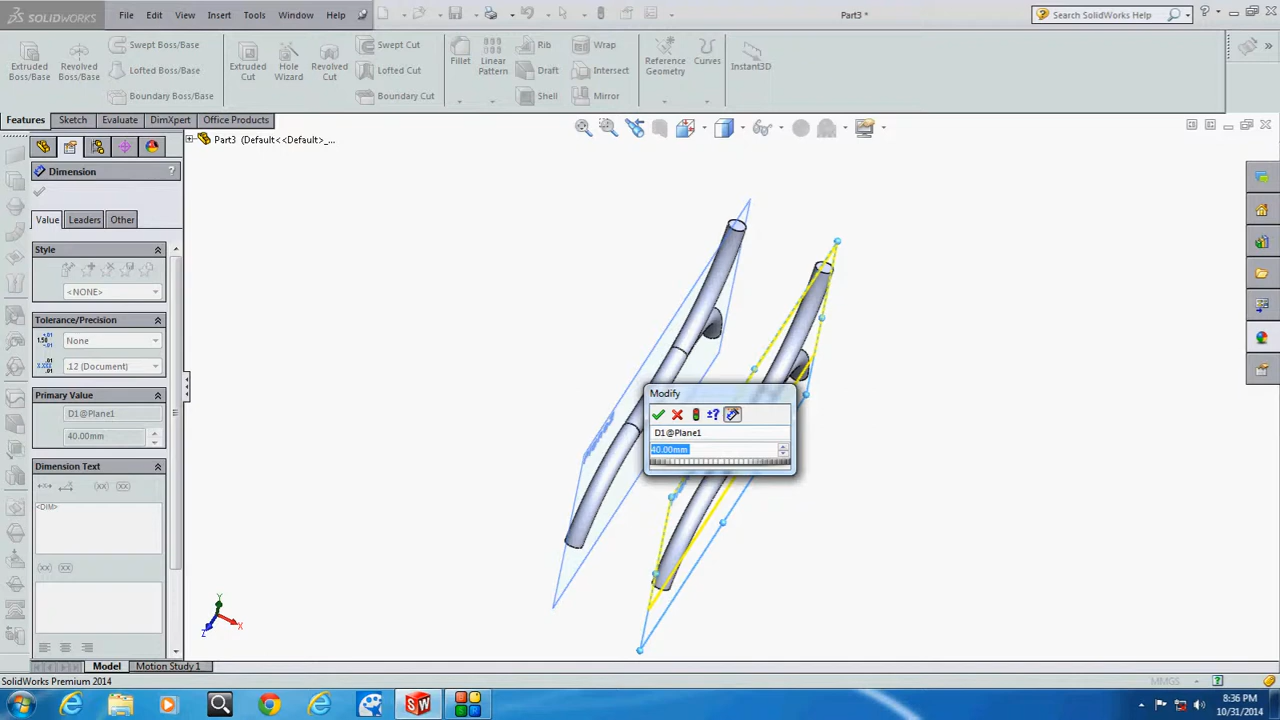 SOLIDWORKS
File Edit View Insert Tools Window Help
Part3 *
Search SolidWorks Help
Extruded Boss/Base
Revolved Boss/Base
Swept Boss/Base
Lofted Boss/Base
Boundary Boss/Base
Extruded Cut
Hole Wizard
Revolved Cut
Swept Cut
Lofted Cut
Boundary Cut
Fillet
Linear Pattern
Rib
Draft
Shell
Wrap
Intersect
Mirror
Reference Geometry
Curves
Instant3D
Features Sketch Evaluate DimXpert Office Products
Part3 (Default<<Default>_...
Dimension
?
Value Leaders Other
Style
<NONE>
Tolerance/Precision
None
.12 (Document)
Primary Value
D1@Plane1
40.00mm
Dimension Text
<DIM>
Modify
D1@Plane1
40.00mm
Y
X
Z
Model Motion Study 1
SolidWorks Premium 2014
MMGS
8:36 PM
10/31/2014